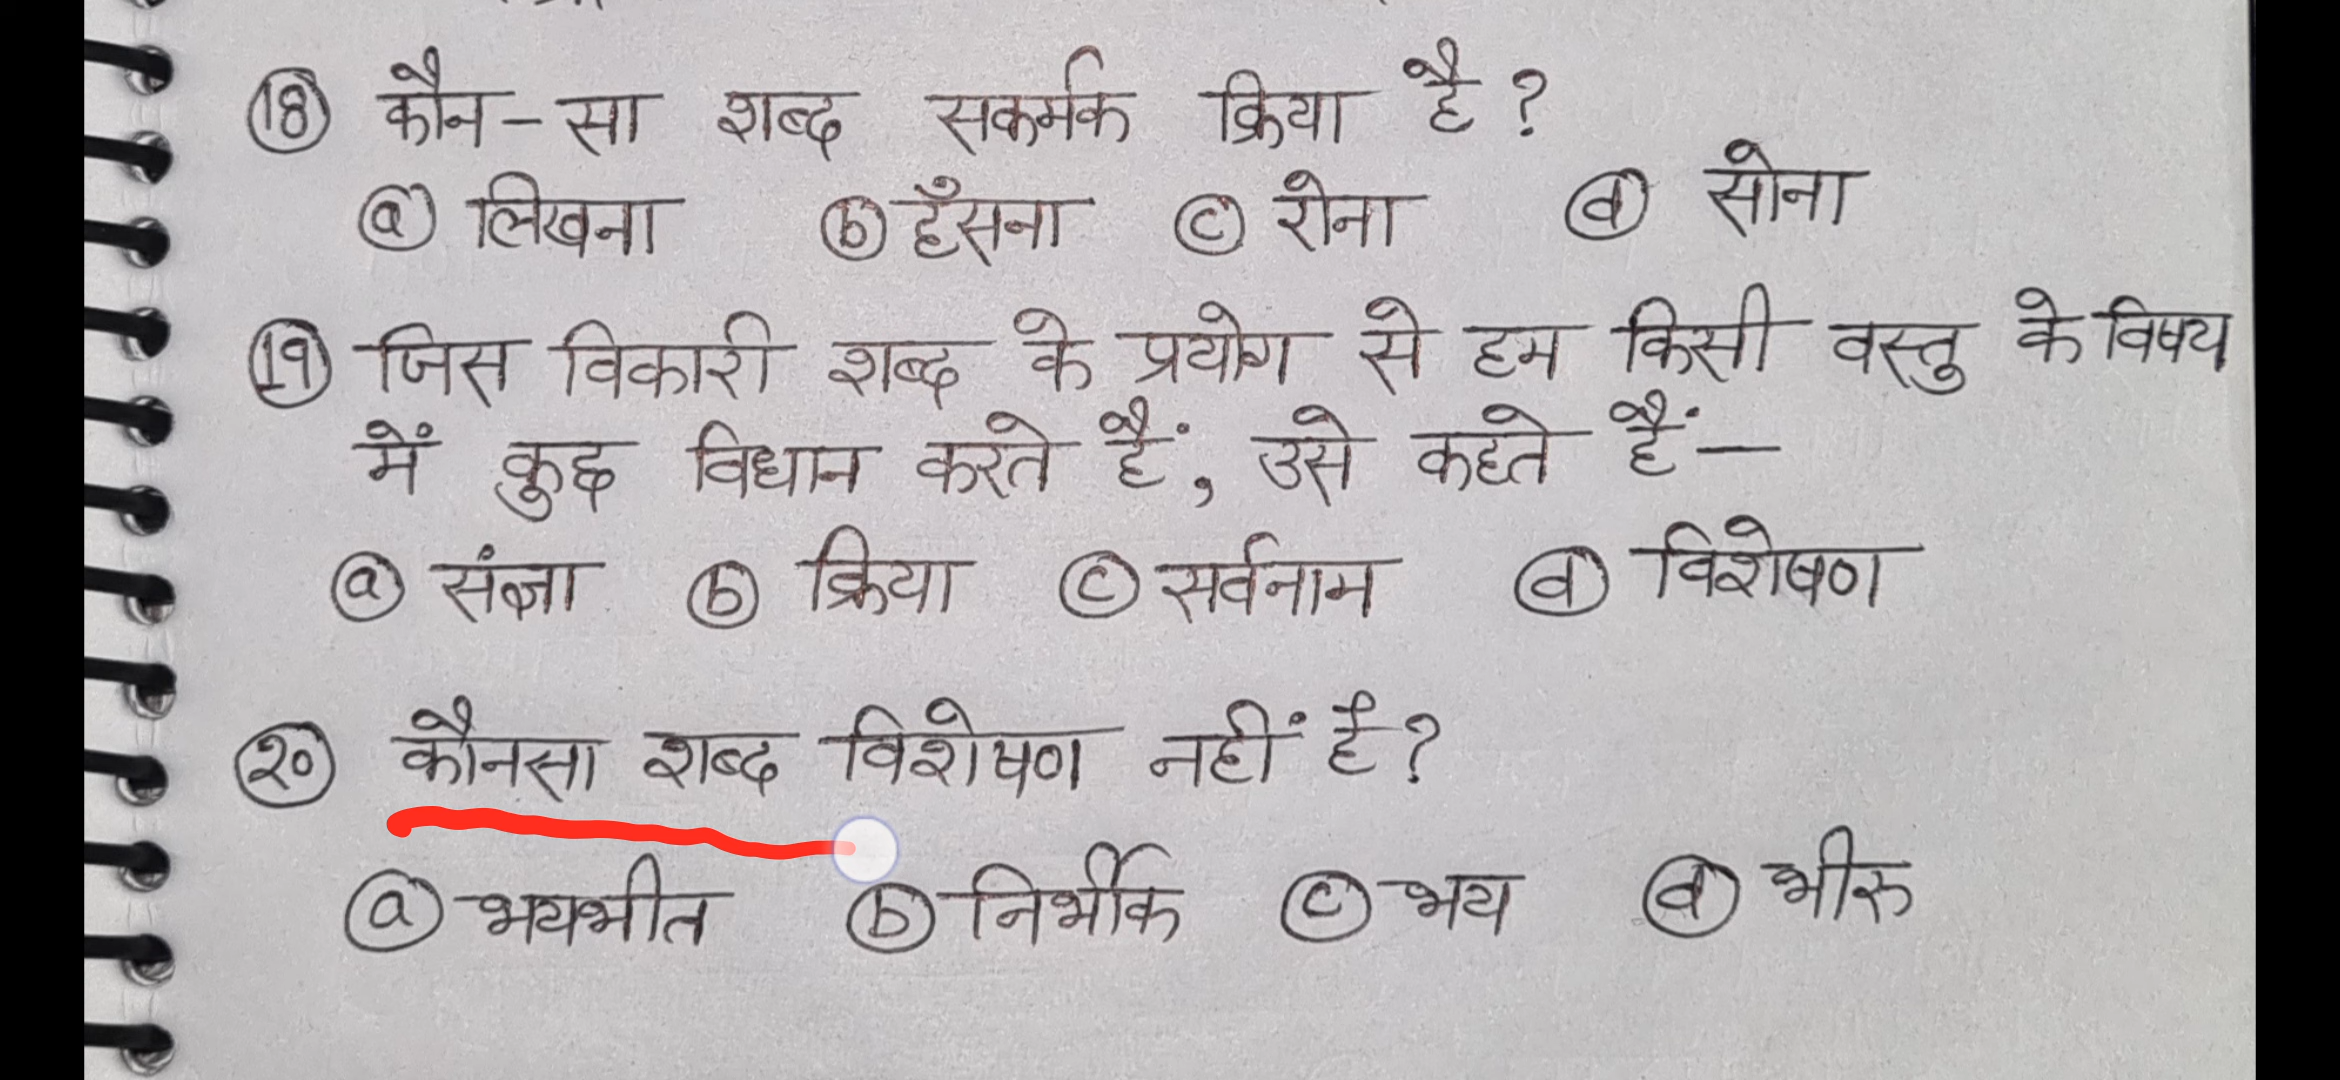 18 कौन-सा शब्द सकर्मक क्रिया है ?
a लिखना b हँसना c रोना d सोना
19 जिस विकारी शब्द के प्रयोग से हम किसी वस्तु के विषय
में कुछ विधान करते हैं, उसे कहते हैं—
a संज्ञा b क्रिया c सर्वनाम d विशेषण
२० कौनसा शब्द विशेषण नहीं है?
a भयभीत b निर्भीक c भय d भीरू